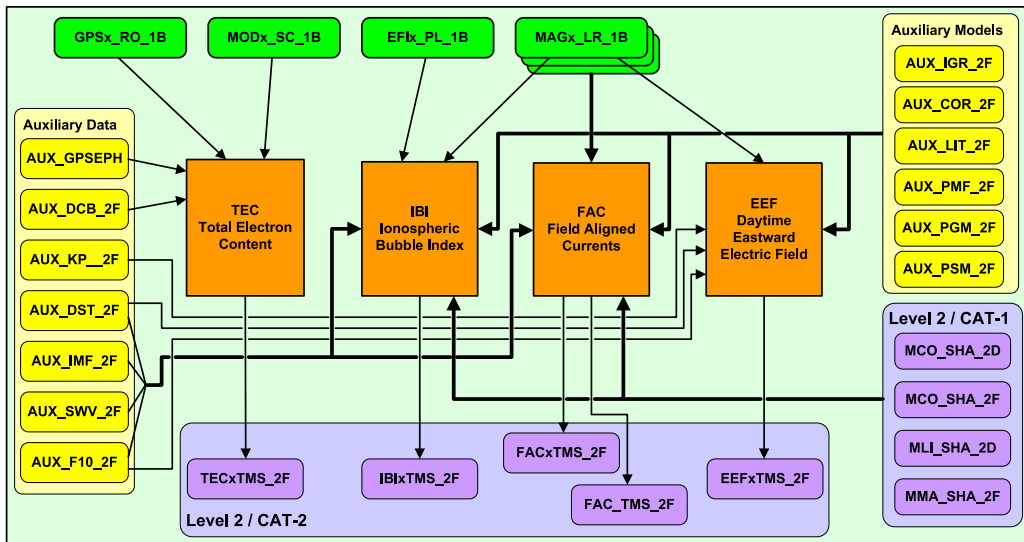 GPSx_RO_1B
MODx_SC_1B
EFIx_PL_1B
MAGx_LR_1B
Auxiliary Models
AUX_IGR_2F
AUX_COR_2F
AUX_LIT_2F
AUX_PMF_2F
AUX_PGM_2F
AUX_PSM_2F
Auxiliary Data
AUX_GPSEPH
AUX_DCB_2F
AUX_KP__2F
AUX_DST_2F
AUX_IMF_2F
AUX_SWV_2F
AUX_F10_2F
TEC
Total Electron
Content
IBI
Ionospheric
Bubble Index
FAC
Field Aligned
Currents
EEF
Daytime
Eastward
Electric Field
Level 2 / CAT-1
MCO_SHA_2D
MCO_SHA_2F
MLI_SHA_2D
MMA_SHA_2F
TECxTMS_2F
IBIxTMS_2F
FACxTMS_2F
FAC_TMS_2F
EEFxTMS_2F
Level 2 / CAT-2